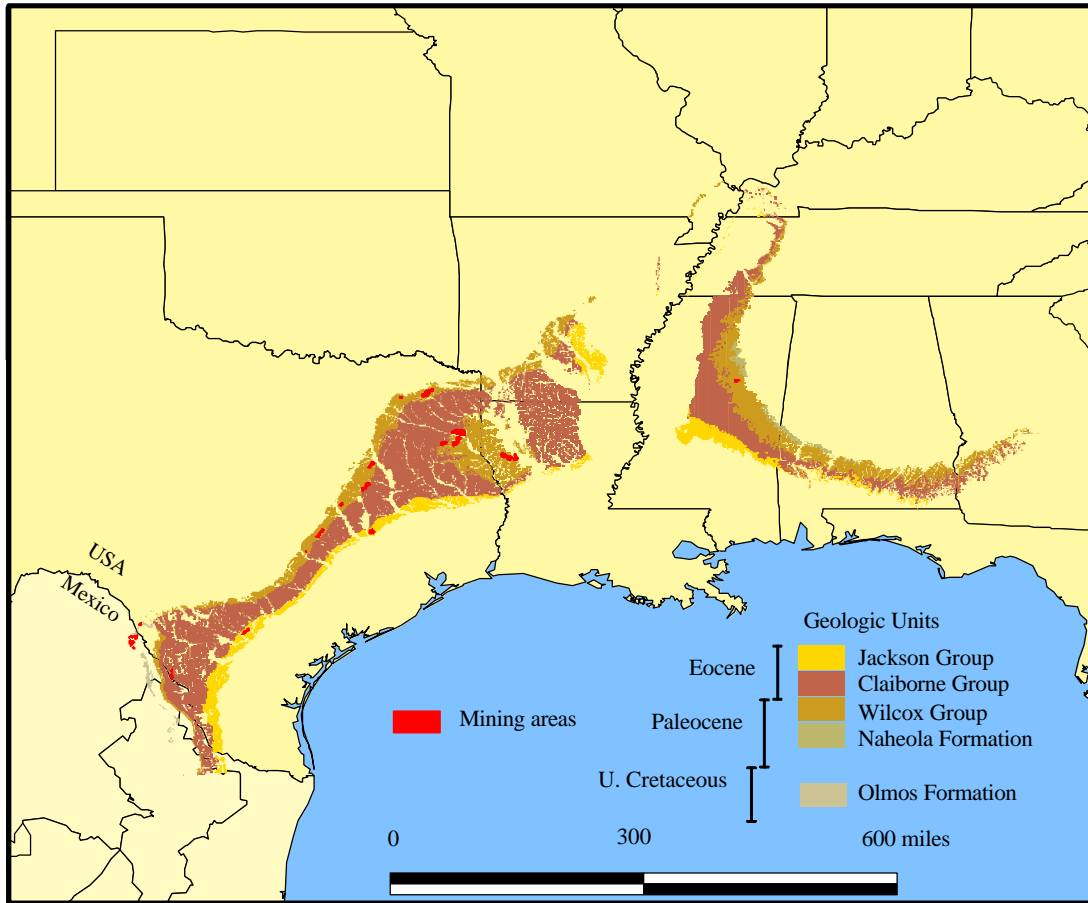 USA
Mexico
Geologic Units
Eocene
Jackson Group
Claiborne Group
Paleocene
Wilcox Group
Mining areas
Naheola Formation
U. Cretaceous
Olmos Formation
0 300 600 miles